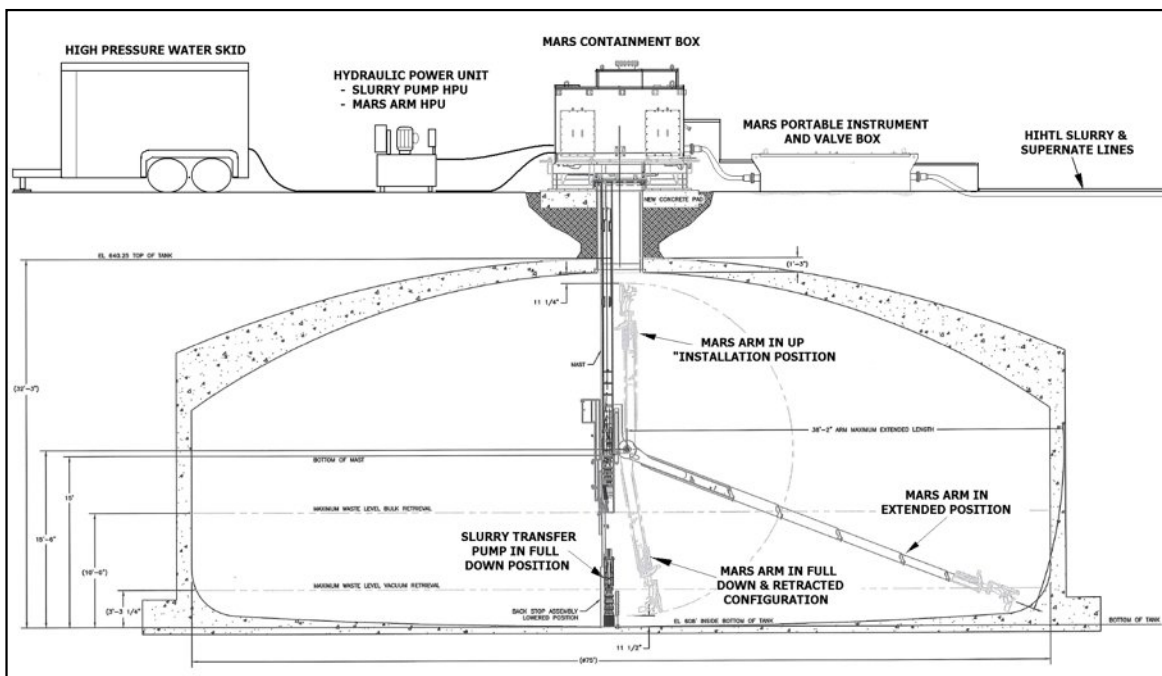 HIGH PRESSURE WATER SKID
HYDRAULIC POWER UNIT
- SLURRY PUMP HPU
- MARS ARM HPU
MARS CONTAINMENT BOX
MARS PORTABLE INSTRUMENT
AND VALVE BOX
HIHTL SLURRY &
SUPERNATE LINES
NEW CONCRETE PAD
EL 640.25 TOP OF TANK
(1'-3")
11 1/4"
MARS ARM IN UP
"INSTALLATION POSITION
MAST
(32'-3")
38'-2" ARM MAXIMUM EXTENDED LENGTH
BOTTOM OF MAST
15'
15'-6"
MARS ARM IN
EXTENDED POSITION
MAXIMUM WASTE LEVEL BULK RETRIEVAL
SLURRY TRANSFER
PUMP IN FULL
DOWN POSITION
(10'-0")
MARS ARM IN FULL
DOWN & RETRACTED
CONFIGURATION
MAXIMUM WASTE LEVEL VACUUM RETRIEVAL
(3'-3 1/4")
BACK STOP ASSEMBLY
LOWERED POSITION
EL 608' INSIDE BOTTOM OF TANK
BOTTOM OF TANK
11 1/2"
(ø75')